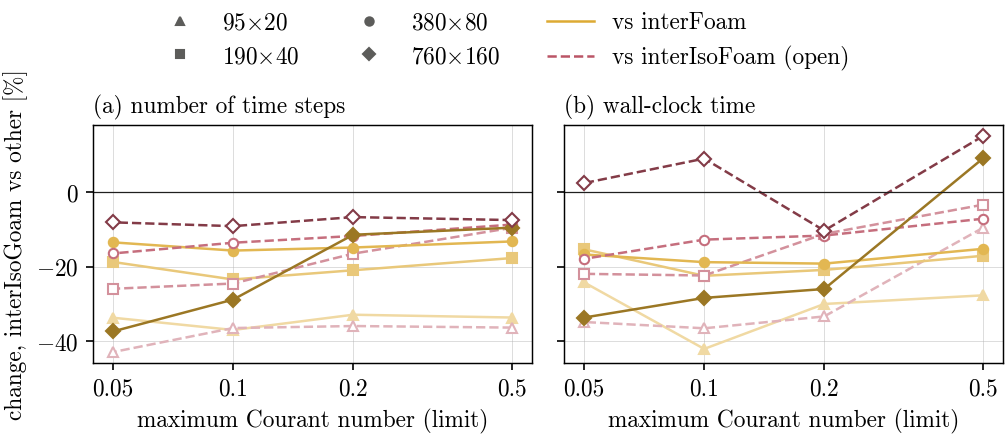 95×20
380×80
vs interFoam
190×40
760×160
vs interIsoFoam (open)
change, interIsoGoam vs other [%]
(a) number of time steps
(b) wall-clock time
0
−20
−40
0.05
0.1
0.2
0.5
0.05
0.1
0.2
0.5
maximum Courant number (limit)
maximum Courant number (limit)